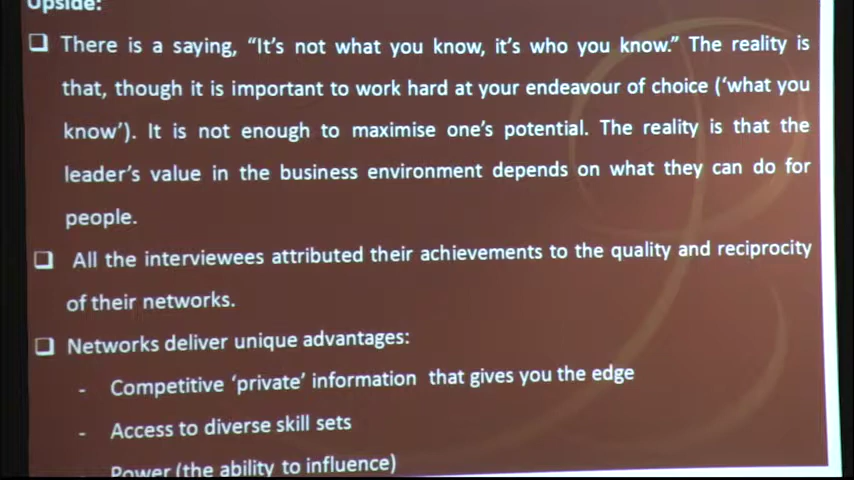 Upside:
❑ There is a saying, “It’s not what you know, it’s who you know.” The reality is
that, though it is important to work hard at your endeavour of choice (‘what you
know’). It is not enough to maximise one’s potential. The reality is that the
leader’s value in the business environment depends on what they can do for
people.
❑ All the interviewees attributed their achievements to the quality and reciprocity
of their networks.
❑ Networks deliver unique advantages:
- Competitive ‘private’ information that gives you the edge
- Access to diverse skill sets
Power (the ability to influence)